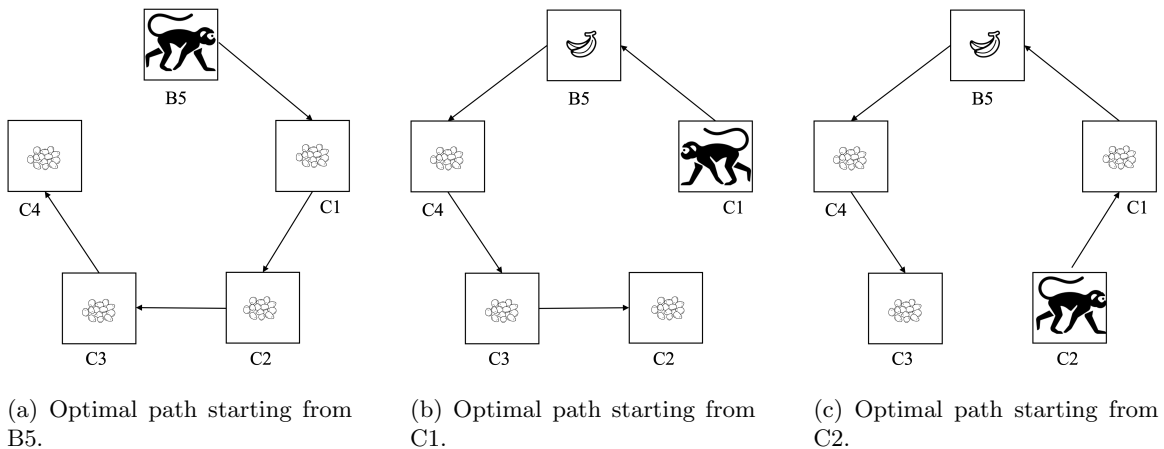 B5
C4
C1
C3
C2
(a) Optimal path starting from
B5.
B5
C4
C1
C3
C2
(b) Optimal path starting from
C1.
B5
C4
C1
C3
C2
(c) Optimal path starting from
C2.